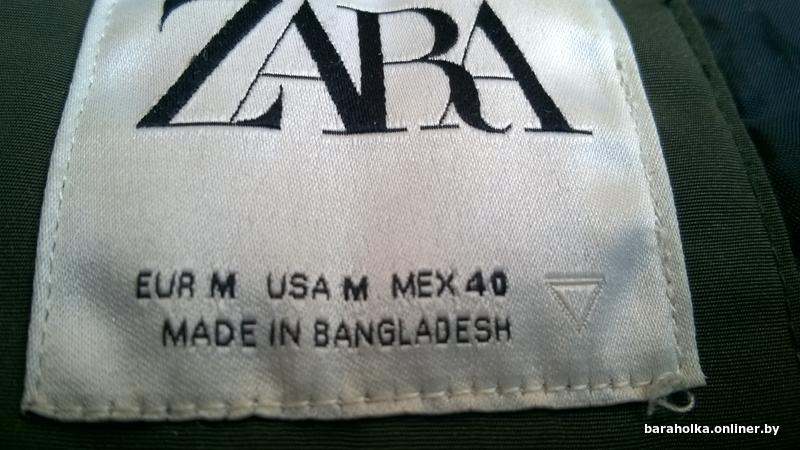 ZARA
EUR M USA M MEX 40
MADE IN BANGLADESH
baraholka.onliner.by